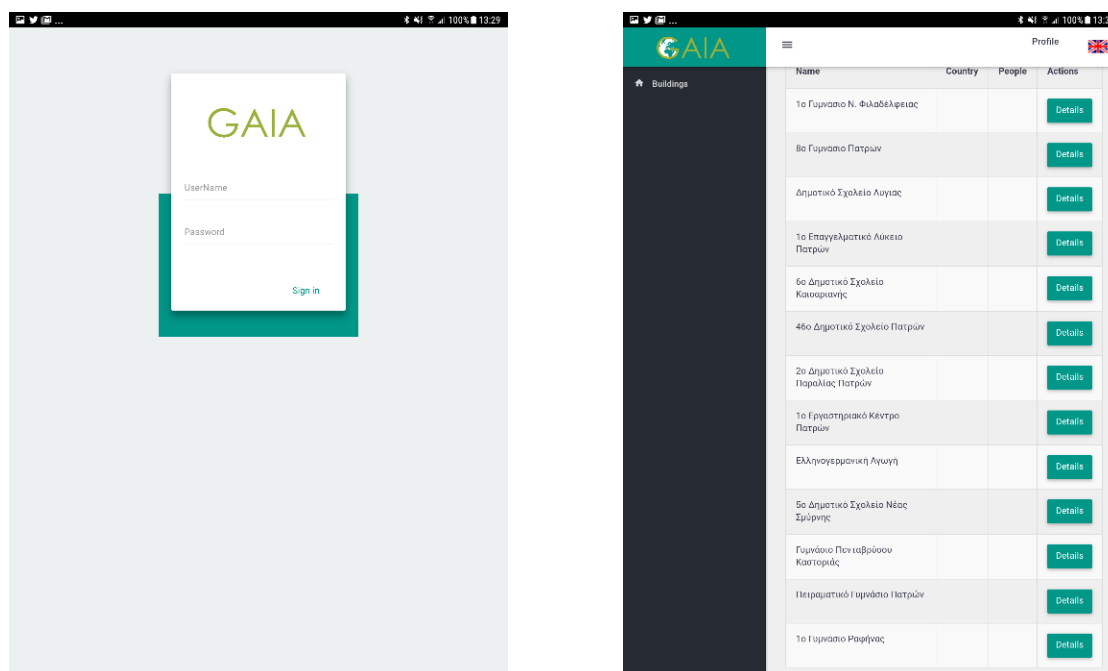 ... 100% 13:29
GAIA
UserName
Password
Sign in
... 100% 13:3
GAIA
Profile
Buildings
Name Country People Actions
1ο Γυμνασιο Ν. Φιλαδέλφειας Details
8ο Γυμνασιο Πατρων Details
Δημοτικό Σχολείο Λυγιας Details
1ο Επαγγελματικό Λύκειο
Πατρών Details
6ο Δημοτικό Σχολείο
Καισαριανής Details
46ο Δημοτικό Σχολείο Πατρών Details
2ο Δημοτικό Σχολείο
Παραλίας Πατρών Details
1ο Εργαστηριακό Κέντρο
Πατρών Details
Ελληνογερμανική Αγωγή Details
5ο Δημοτικό Σχολείο Νέας
Σμύρνης Details
Γυμνάσιο Πενταβρύσου
Καστοριάς Details
Πειραματικό Γυμνάσιο Πατρών Details
1ο Γυμνάσιο Ραφήνας Details